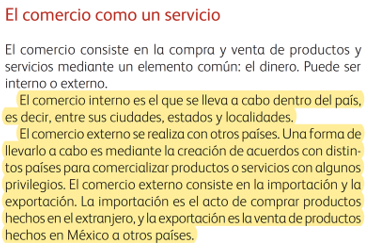 El comercio como un servicio
El comercio consiste en la compra y venta de productos y
servicios mediante un elemento común: el dinero. Puede ser
interno o externo.
El comercio interno es el que se lleva a cabo dentro del país,
es decir, entre sus ciudades, estados y localidades.
El comercio externo se realiza con otros países. Una forma de
llevarlo a cabo es mediante la creación de acuerdos con distin-
tos países para comercializar productos o servicios con algunos
privilegios. El comercio externo consiste en la importación y la
exportación. La importación es el acto de comprar productos
hechos en el extranjero, y la exportación es la venta de productos
hechos en México a otros países.